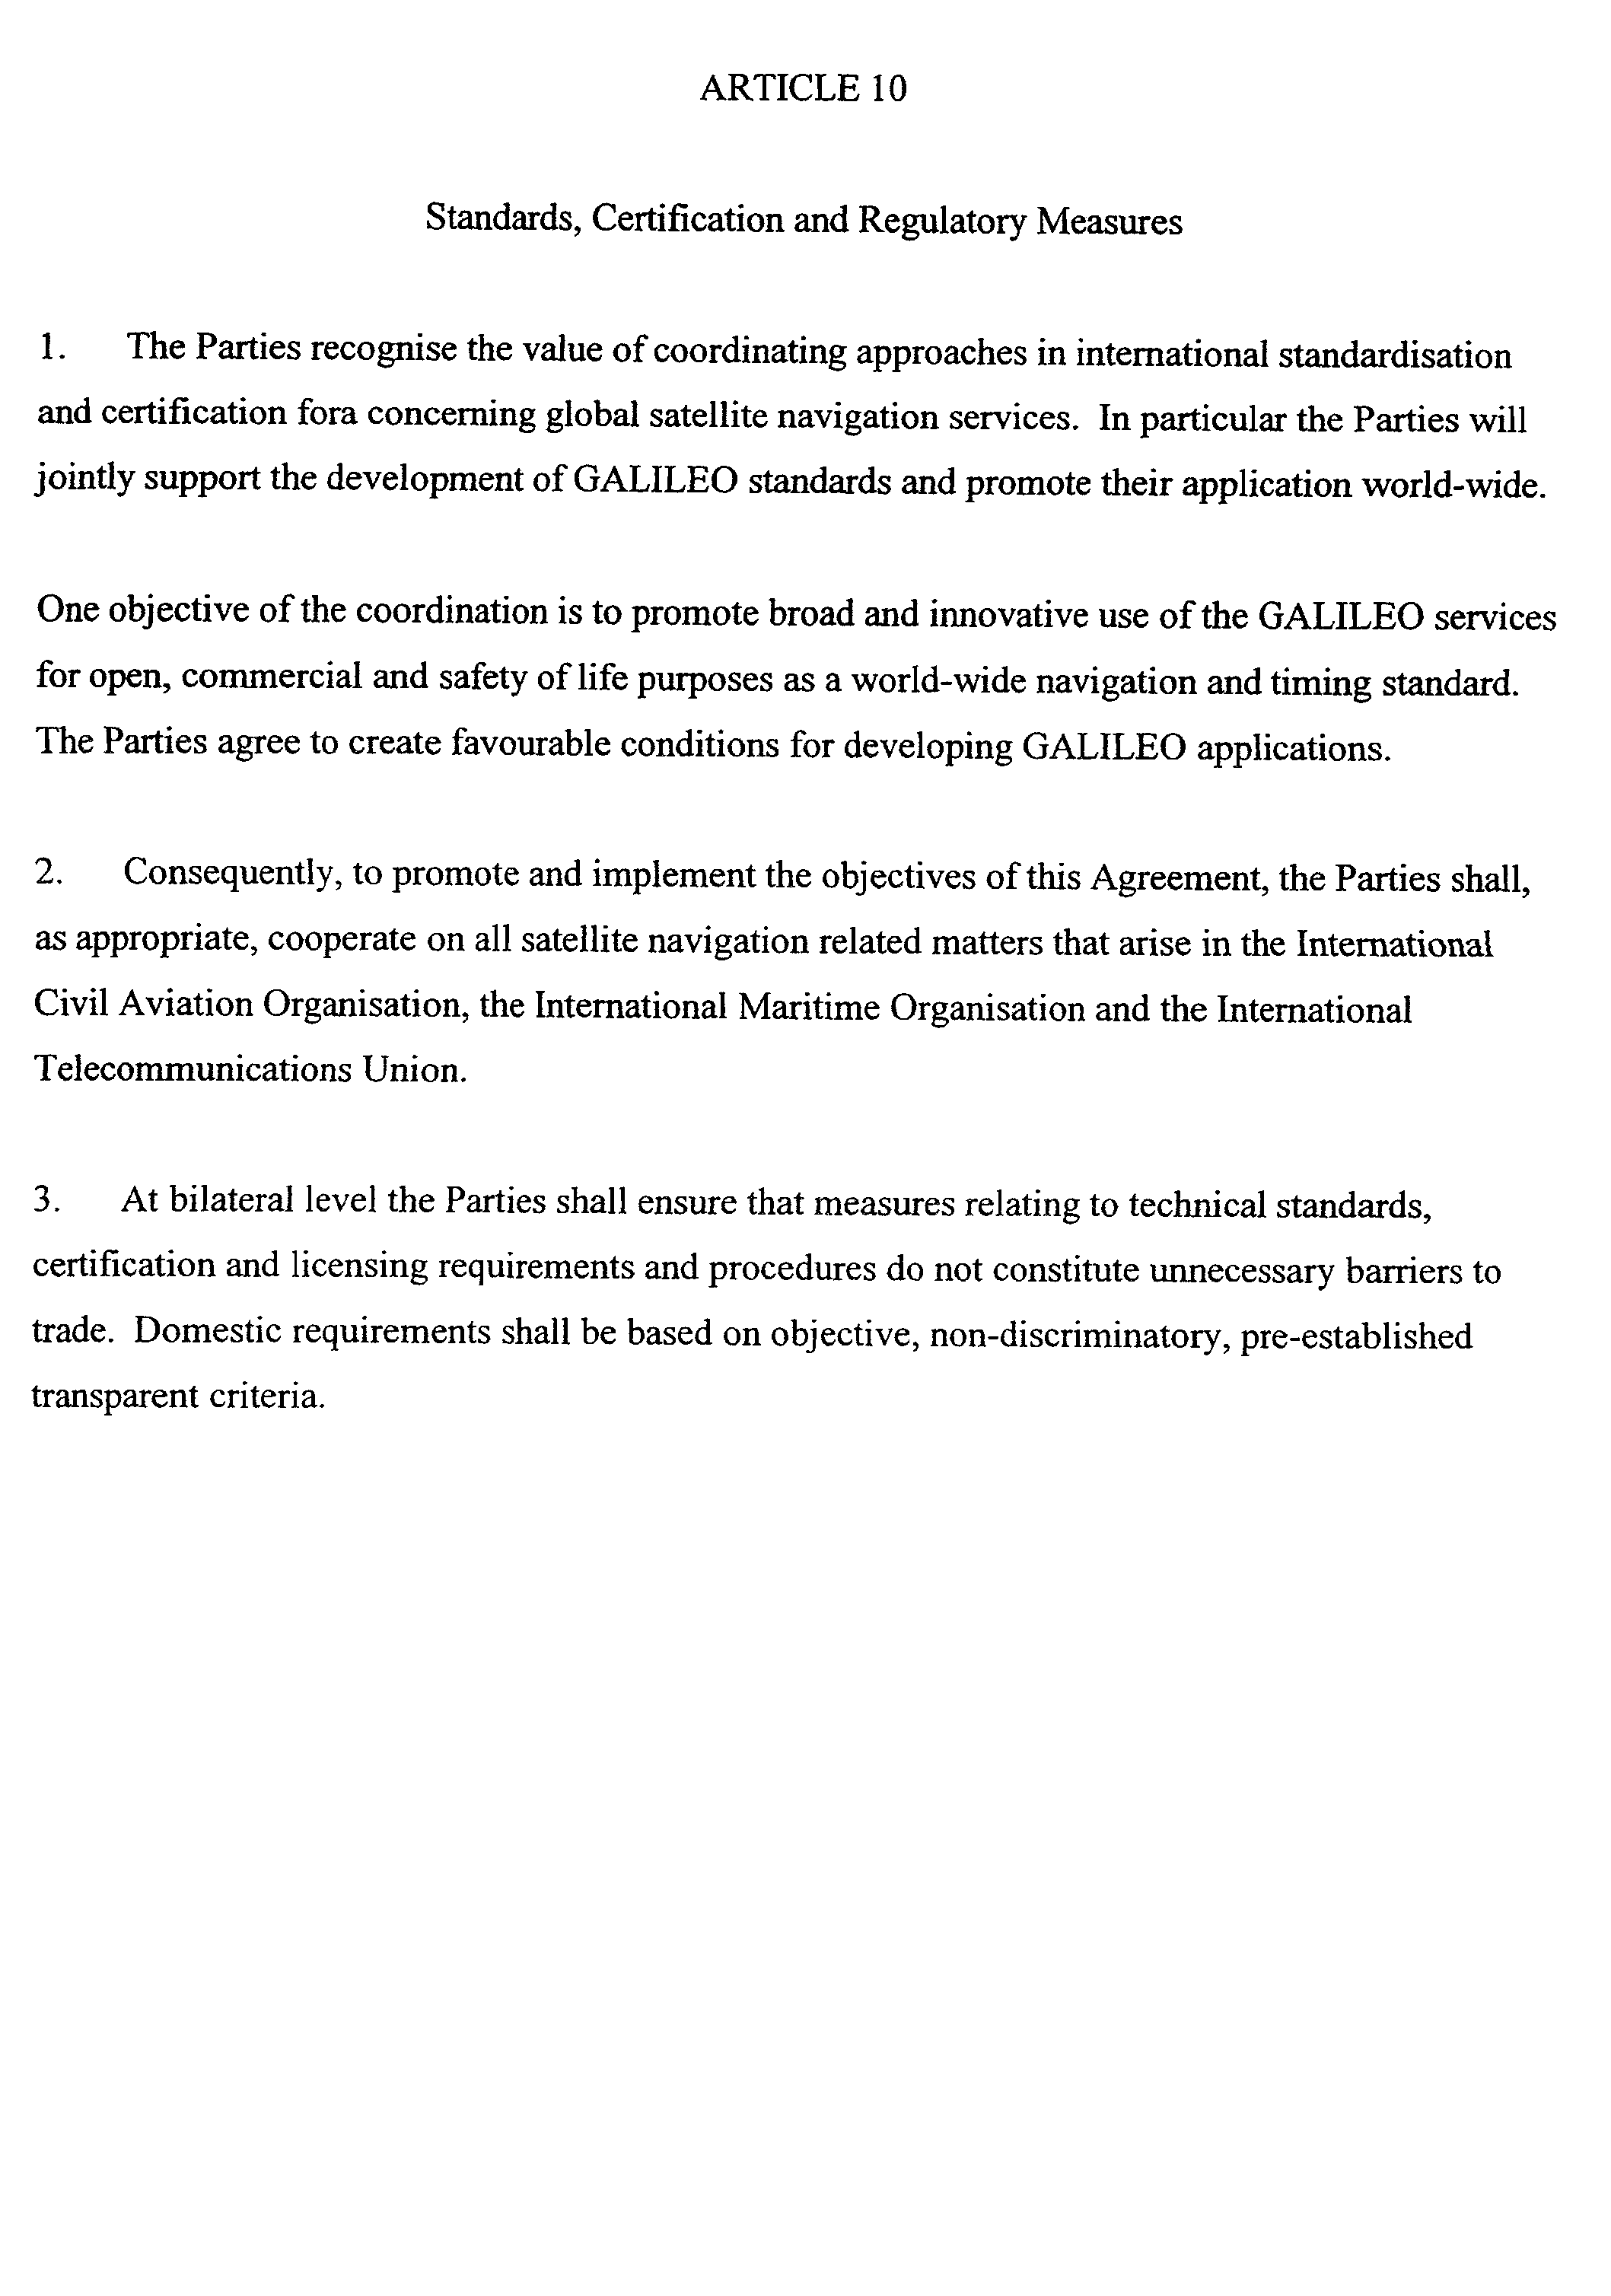 ARTICLE 10
Standards, Certification and Regulatory Measures
1. The Parties recognise the value of coordinating approaches in international standardisation
and certification fora concerning global satellite navigation services. In particular the Parties will
jointly support the development of GALILEO standards and promote their application world-wide.
One objective of the coordination is to promote broad and innovative use of the GALILEO services
for open, commercial and safety of life purposes as a world-wide navigation and timing standard.
The Parties agree to create favourable conditions for developing GALILEO applications.
2. Consequently, to promote and implement the objectives of this Agreement, the Parties shall,
as appropriate, cooperate on all satellite navigation related matters that arise in the International
Civil Aviation Organisation, the International Maritime Organisation and the International
Telecommunications Union.
3. At bilateral level the Parties shall ensure that measures relating to technical standards,
certification and licensing requirements and procedures do not constitute unnecessary barriers to
trade. Domestic requirements shall be based on objective, non-discriminatory, pre-established
transparent criteria.